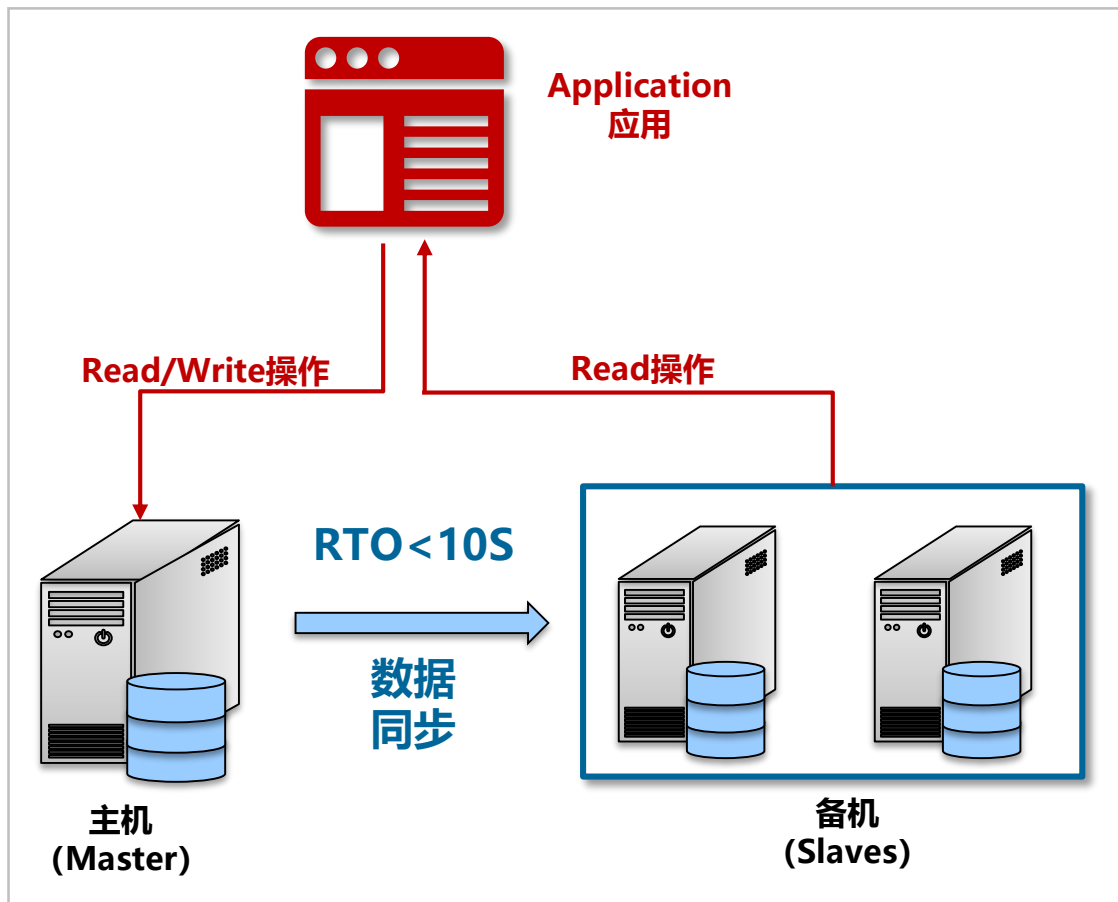 Application
应用
Read/Write操作
Read操作
RTO<10S
数据
同步
主机
(Master)
备机
(Slaves)